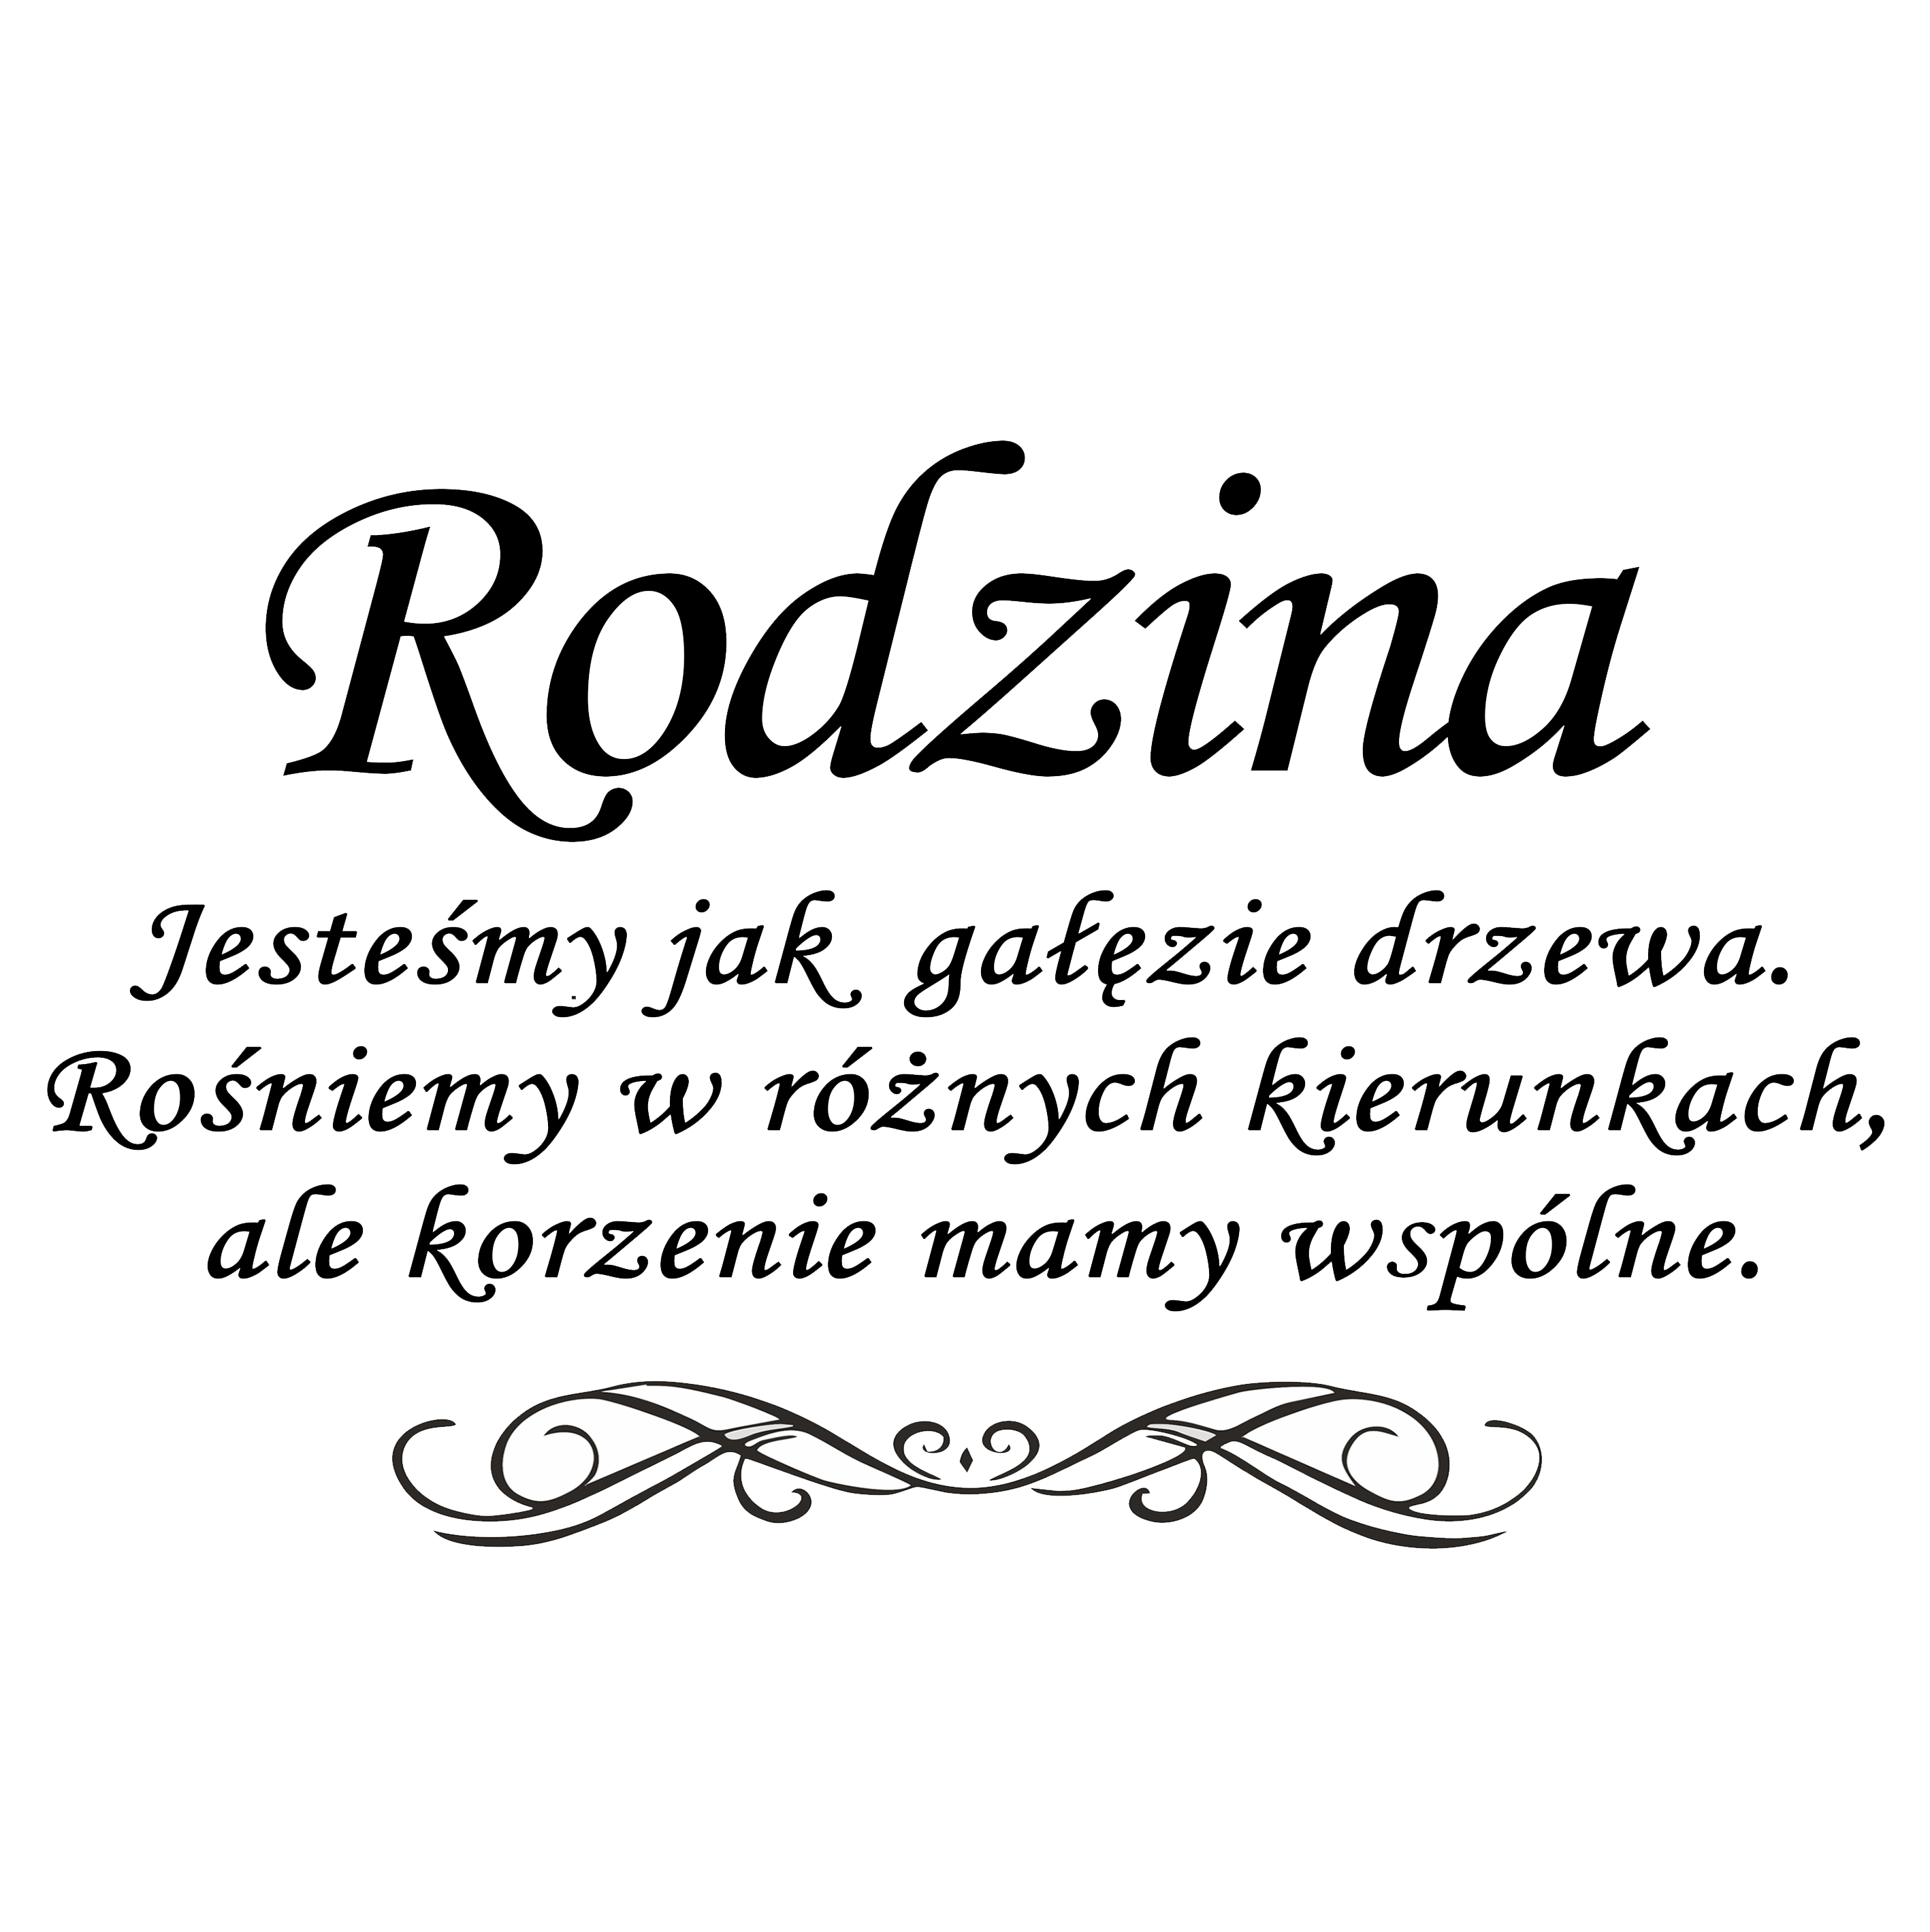 Rodzina
Jesteśmy jak gałęzie drzewa.
Rośniemy w różnych kierunkach,
ale korzenie mamy wspólne.